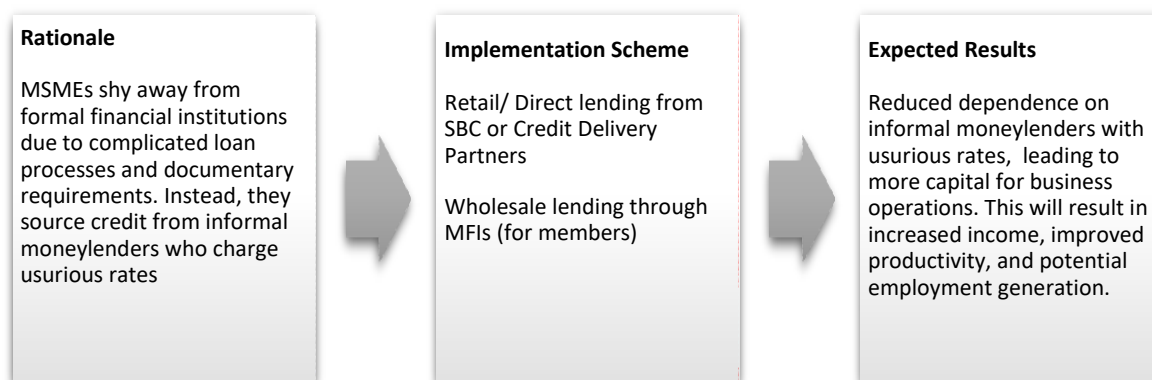 Rationale
MSMEs shy away from
formal financial institutions
due to complicated loan
processes and documentary
requirements. Instead, they
source credit from informal
moneylenders who charge
usurious rates
Implementation Scheme
Retail/ Direct lending from
SBC or Credit Delivery
Partners
Wholesale lending through
MFIs (for members)
Expected Results
Reduced dependence on
informal moneylenders with
usurious rates, leading to
more capital for business
operations. This will result in
increased income, improved
productivity, and potential
employment generation.